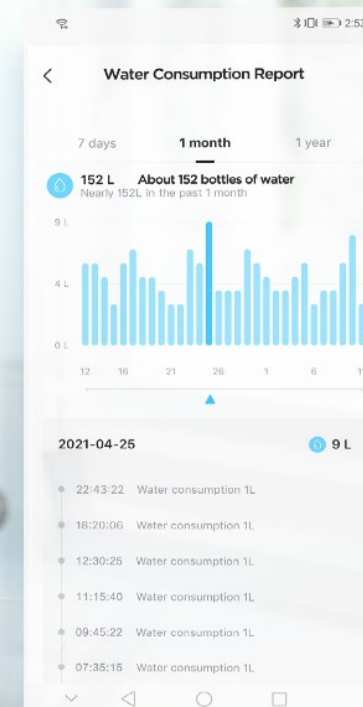 2:53
Water Consumption Report
7 days 1 month 1 year
152 L About 152 bottles of water
Nearly 152L in the past 1 month
9 L
4 L
0 L
12 16 21 26 1 6
2021-04-25 9 L
22:43:22 Water consumption 1L
18:20:06 Water consumption 1L
12:30:25 Water consumption 1L
11:15:40 Water consumption 1L
09:45:22 Water consumption 1L
07:35:15 Water consumption 1L